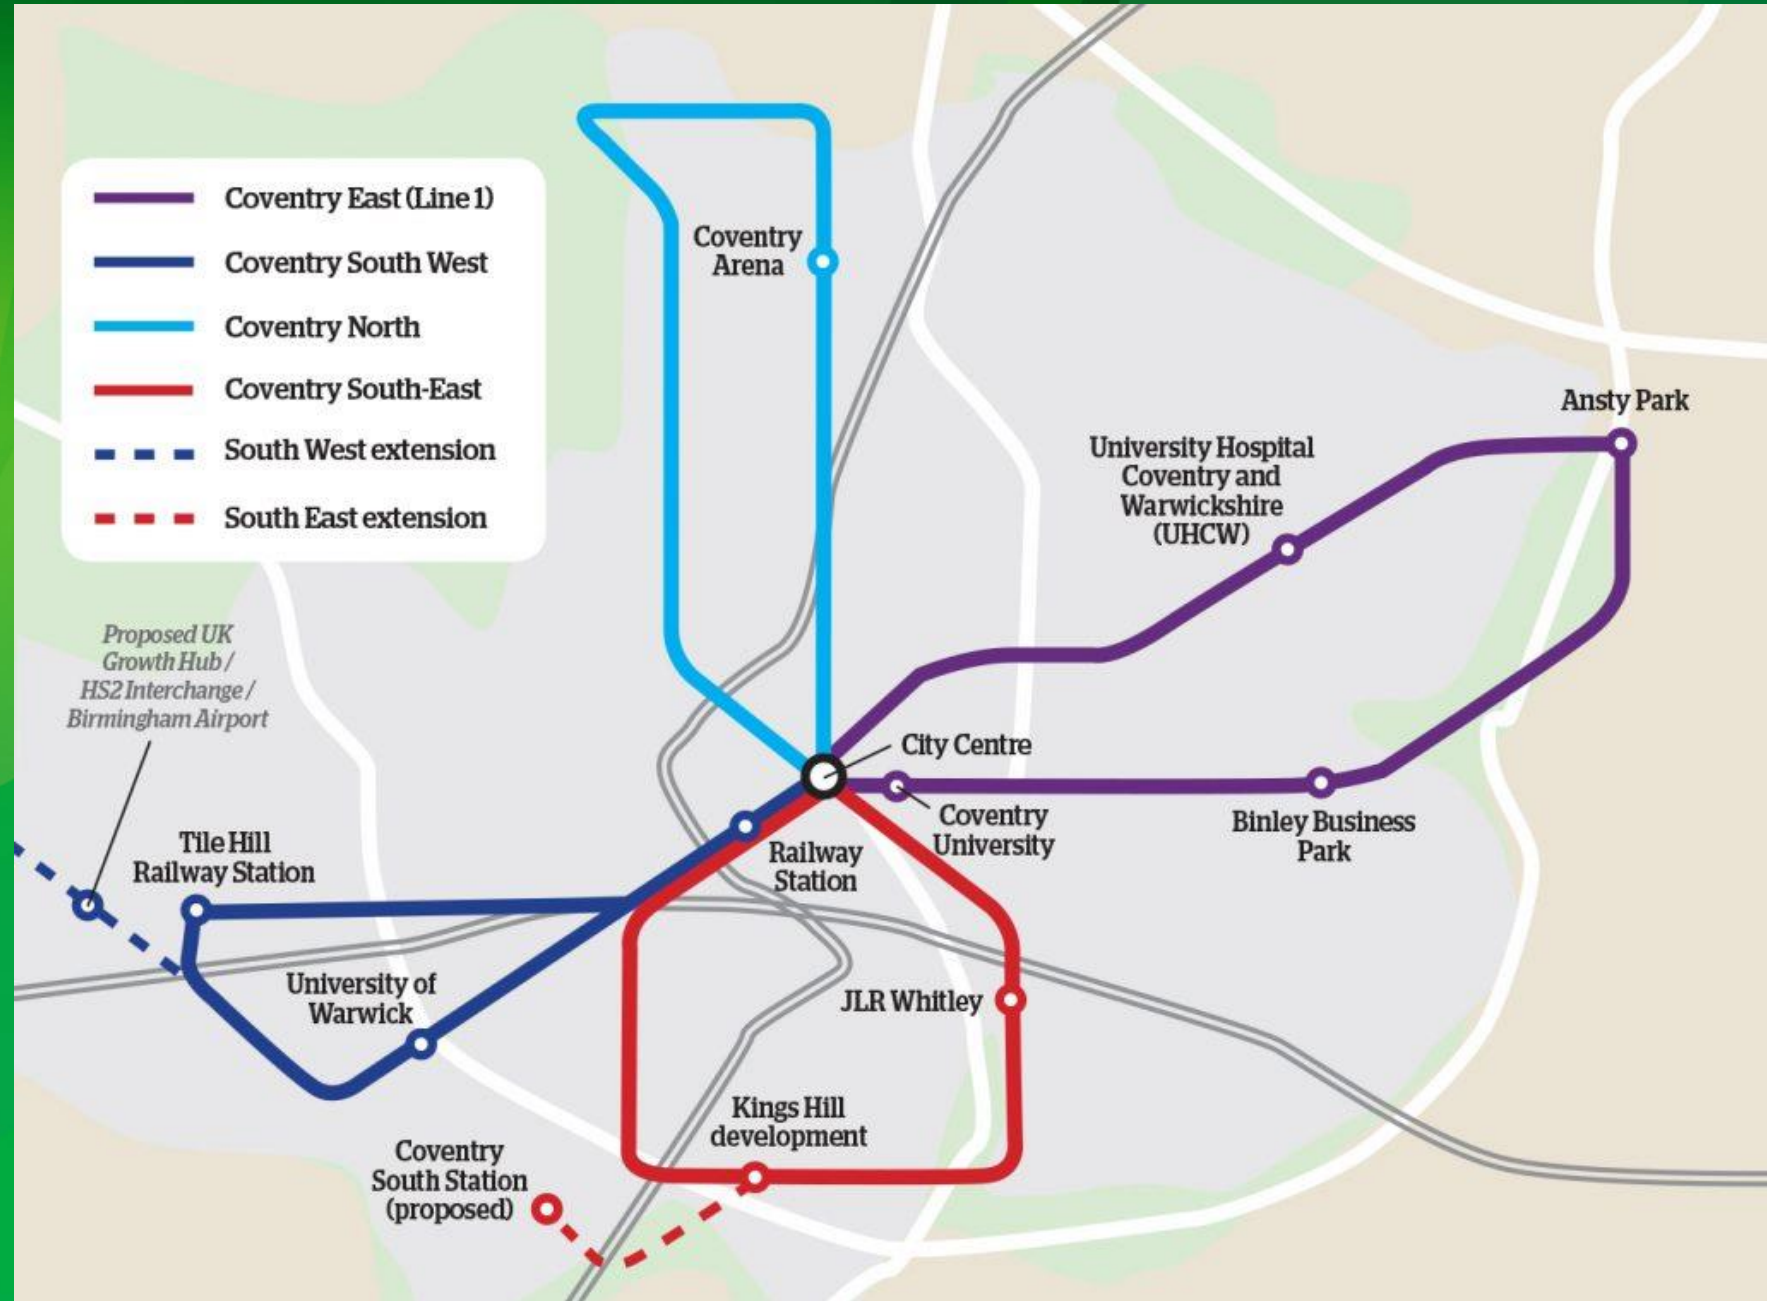 Coventry East (Line 1)
Coventry South West
Coventry North
Coventry South-East
South West extension
South East extension
Coventry
Arena
Ansty Park
University Hospital
Coventry and
Warwickshire
(UHCW)
Proposed UK
Growth Hub /
HS2 Interchange /
Birmingham Airport
City Centre
Coventry
University
Binley Business
Park
Tile Hill
Railway Station
Railway
Station
University of
Warwick
JLR Whitley
Kings Hill
development
Coventry
South Station
(proposed)